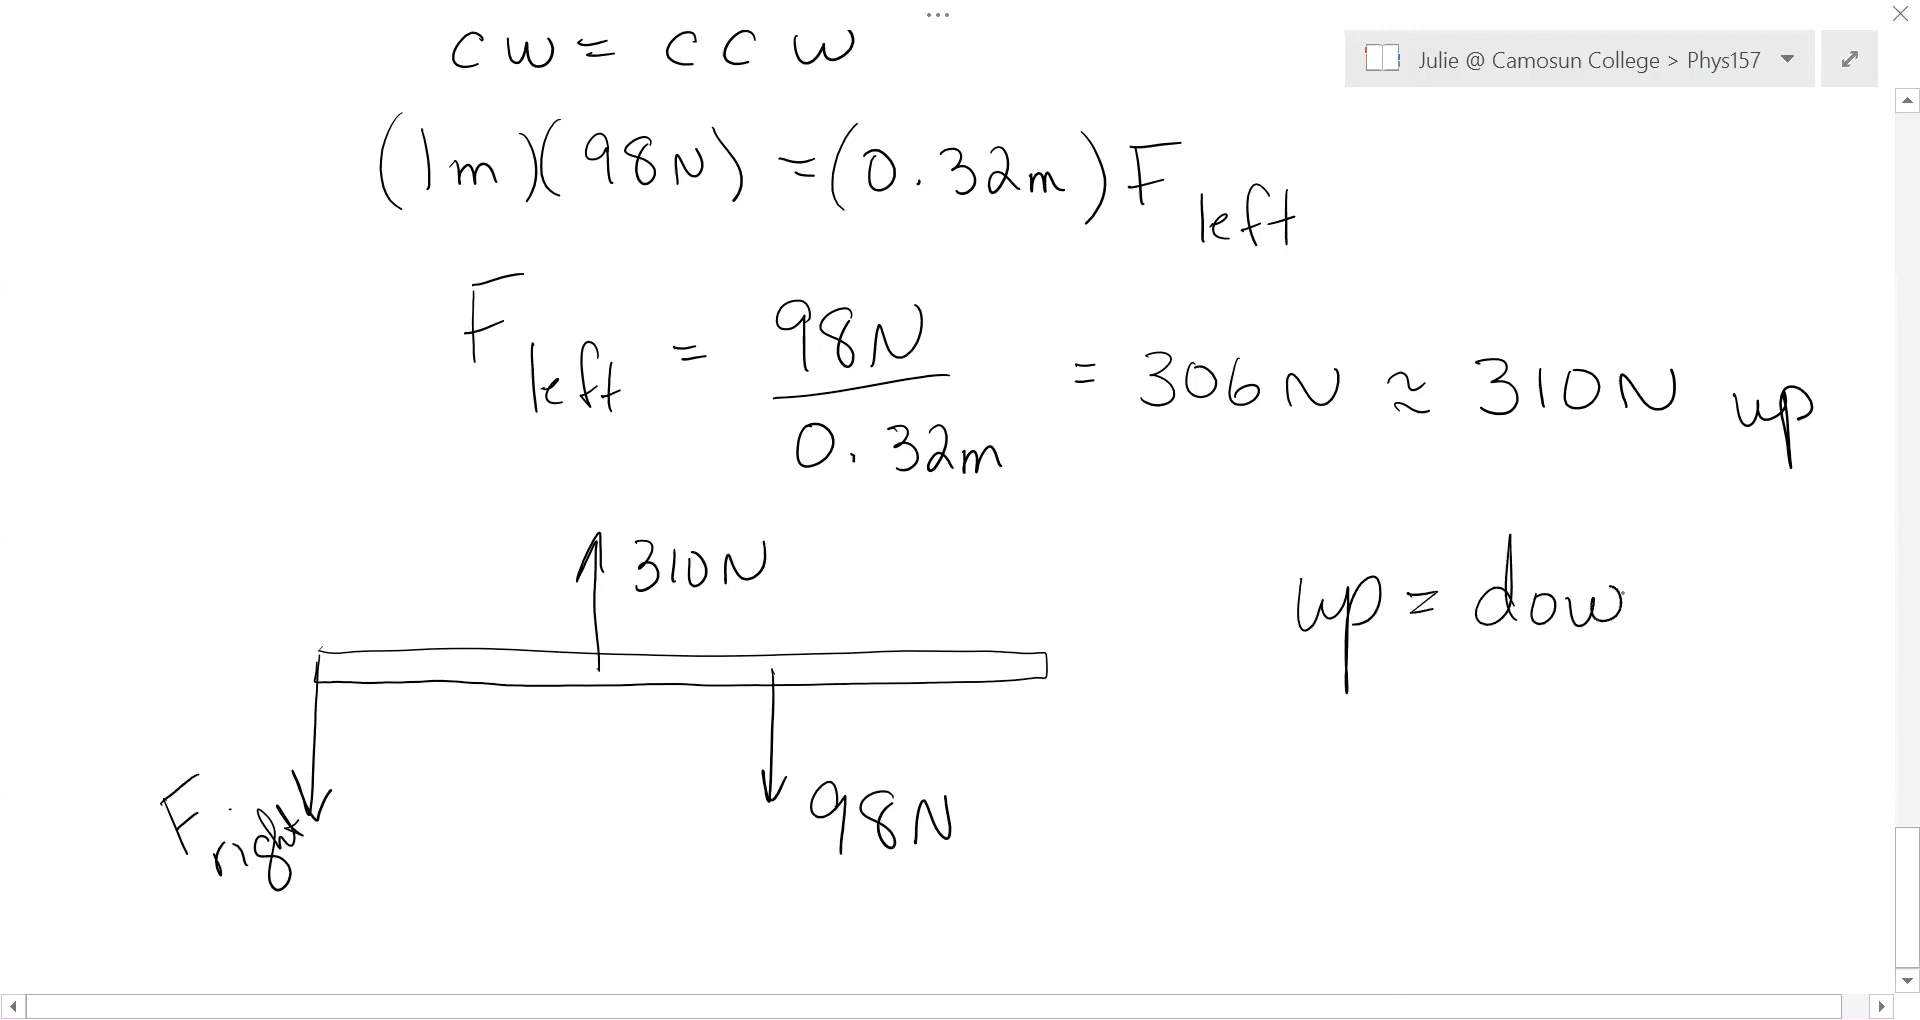 ...
cw = ccw
Julie @ Camosun College > Phys157
(1m)(98N) = (0.32m) F left
F left = 98N / 0.32m = 306N ≈ 310N up
310N
up = dow
F right
98N